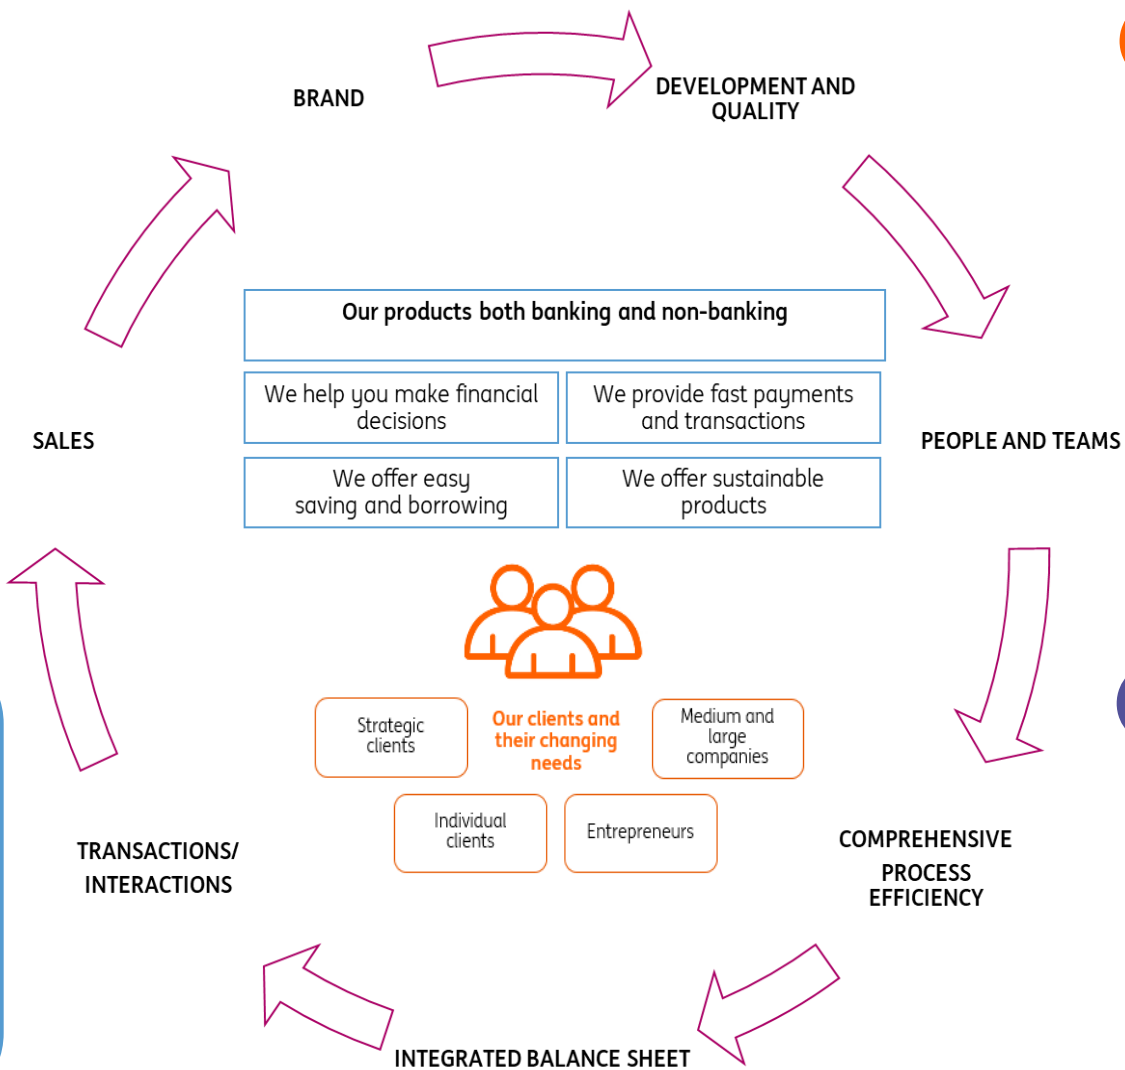 BRAND
DEVELOPMENT AND
QUALITY
Our products both banking and non-banking
We help you make financial
decisions
We provide fast payments
and transactions
SALES
PEOPLE AND TEAMS
We offer easy
saving and borrowing
We offer sustainable
products
Strategic
clients
Our clients and
their changing
needs
Medium and
large
companies
Individual
clients
Entrepreneurs
TRANSACTIONS/
INTERACTIONS
COMPREHENSIVE
PROCESS
EFFICIENCY
INTEGRATED BALANCE SHEET